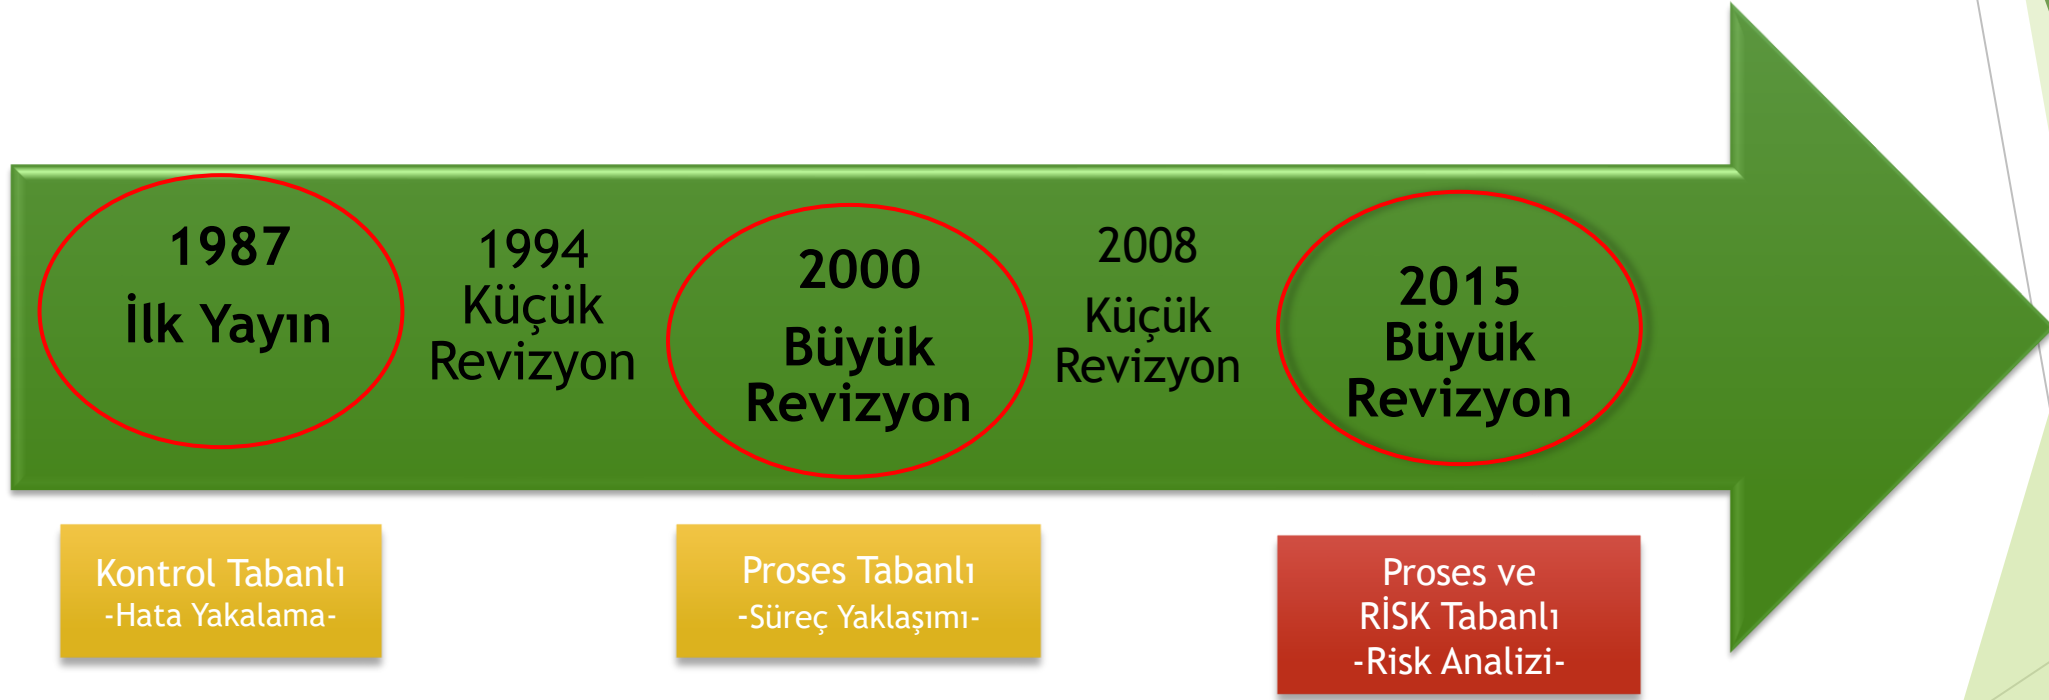 1987
İlk Yayın
1994
Küçük
Revizyon
2000
Büyük
Revizyon
2008
Küçük
Revizyon
2015
Büyük
Revizyon
Kontrol Tabanlı
-Hata Yakalama-
Proses Tabanlı
-Süreç Yaklaşımı-
Proses ve
RİSK Tabanlı
-Risk Analizi-